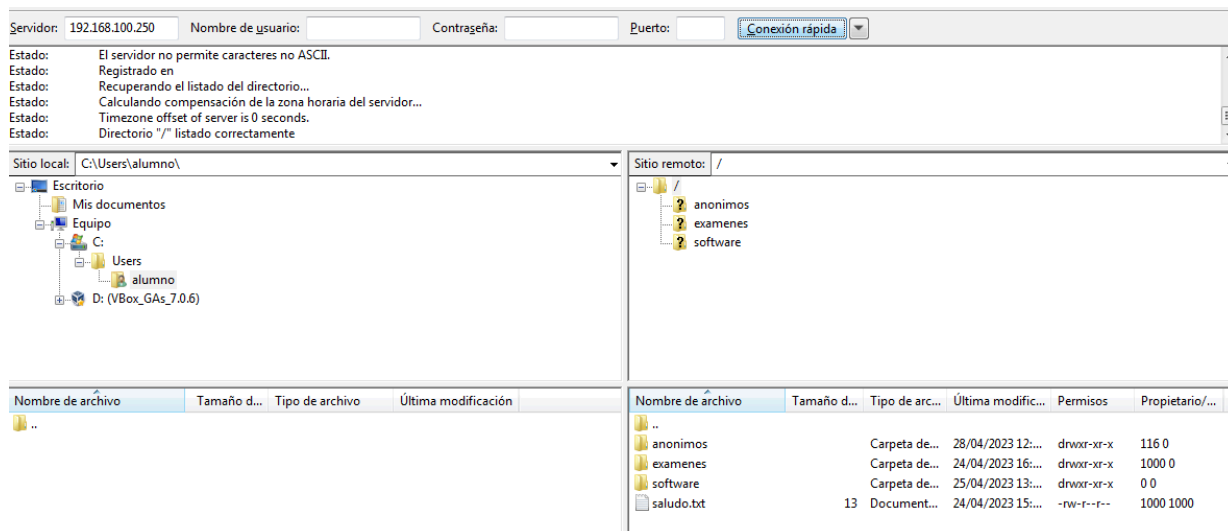 Servidor: 192.168.100.250 Nombre de usuario: Contraseña: Puerto: Conexión rápida
Estado: El servidor no permite caracteres no ASCII.
Estado: Registrado en
Estado: Recuperando el listado del directorio...
Estado: Calculando compensación de la zona horaria del servidor...
Estado: Timezone offset of server is 0 seconds.
Estado: Directorio "/" listado correctamente
Sitio local: C:\Users\alumno\
Escritorio
Mis documentos
Equipo
C:
Users
alumno
D: (VBox_GAs_7.0.6)
Sitio remoto: /
/
anonimos
examenes
software
Nombre de archivo Tamaño d... Tipo de archivo Última modificación
..
Nombre de archivo Tamaño d... Tipo de arc... Última modific... Permisos Propietario/...
..
anonimos Carpeta de... 28/04/2023 12:... drwxr-xr-x 116 0
examenes Carpeta de... 24/04/2023 16:... drwxr-xr-x 1000 0
software Carpeta de... 25/04/2023 13:... drwxr-xr-x 0 0
saludo.txt 13 Document... 24/04/2023 15:... -rw-r--r-- 1000 1000